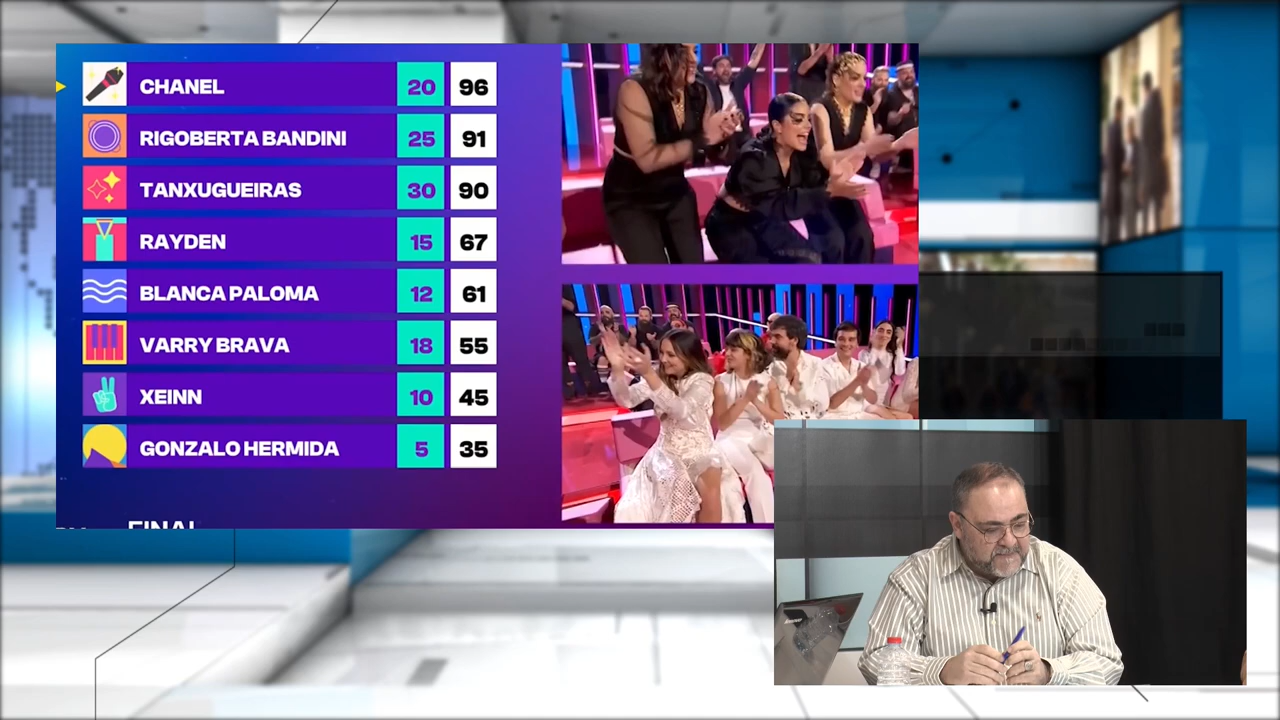 CHANEL 20 96
RIGOBERTA BANDINI 25 91
TANXUGUEIRAS 30 90
RAYDEN 15 67
BLANCA PALOMA 12 61
VARRY BRAVA 18 55
XEINN 10 45
GONZALO HERMIDA 5 35
FINAL